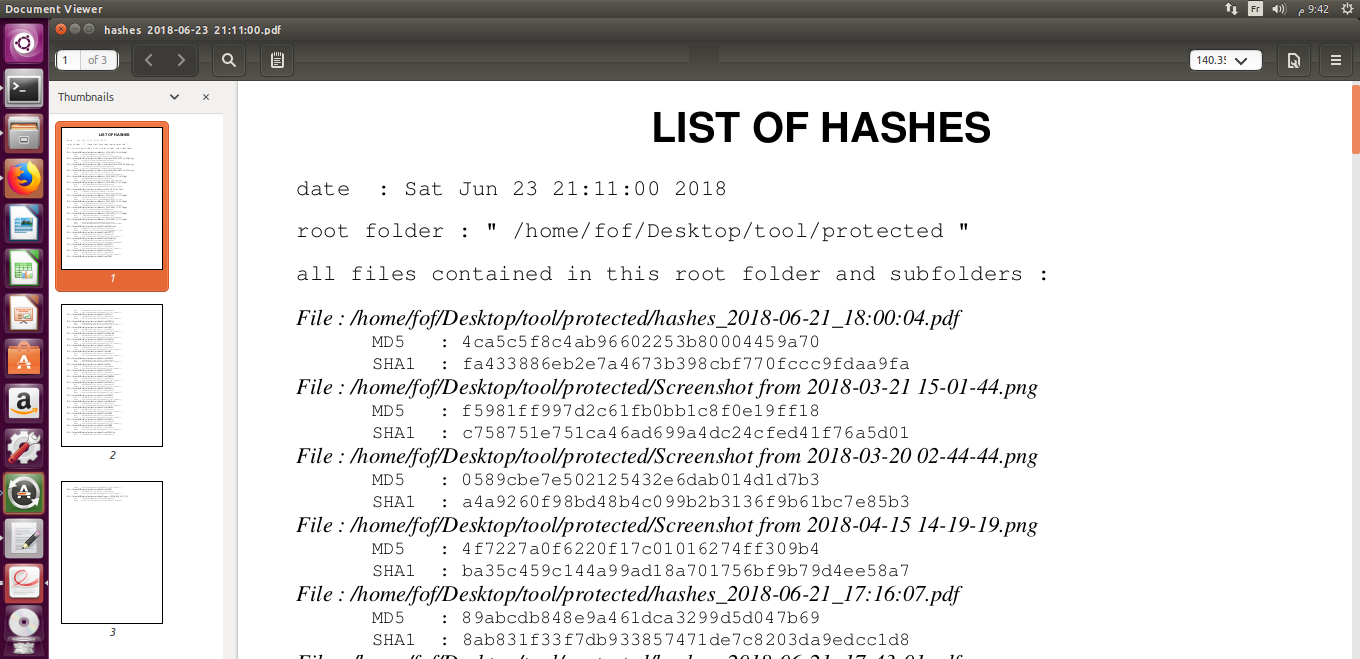 Document Viewer
Fr
م 9:42
hashes 2018-06-23 21:11:00.pdf
1 of 3
140.35
Thumbnails
LIST OF HASHES
1
2
3
LIST OF HASHES
date : Sat Jun 23 21:11:00 2018
root folder : " /home/fof/Desktop/tool/protected "
all files contained in this root folder and subfolders :
File : /home/fof/Desktop/tool/protected/hashes_2018-06-21_18:00:04.pdf
MD5 : 4ca5c5f8c4ab96602253b80004459a70
SHA1 : fa433886eb2e7a4673b398cbf770fccc9fdaa9fa
File : /home/fof/Desktop/tool/protected/Screenshot from 2018-03-21 15-01-44.png
MD5 : f5981ff997d2c61fb0bb1c8f0e19ff18
SHA1 : c758751e751ca46ad699a4dc24cfed41f76a5d01
File : /home/fof/Desktop/tool/protected/Screenshot from 2018-03-20 02-44-44.png
MD5 : 0589cbe7e502125432e6dab014d1d7b3
SHA1 : a4a9260f98bd48b4c099b2b3136f9b61bc7e85b3
File : /home/fof/Desktop/tool/protected/Screenshot from 2018-04-15 14-19-19.png
MD5 : 4f7227a0f6220f17c01016274ff309b4
SHA1 : ba35c459c144a99ad18a701756bf9b79d4ee58a7
File : /home/fof/Desktop/tool/protected/hashes_2018-06-21_17:16:07.pdf
MD5 : 89abcdb848e9a461dca3299d5d047b69
SHA1 : 8ab831f33f7db933857471de7c8203da9edcc1d8